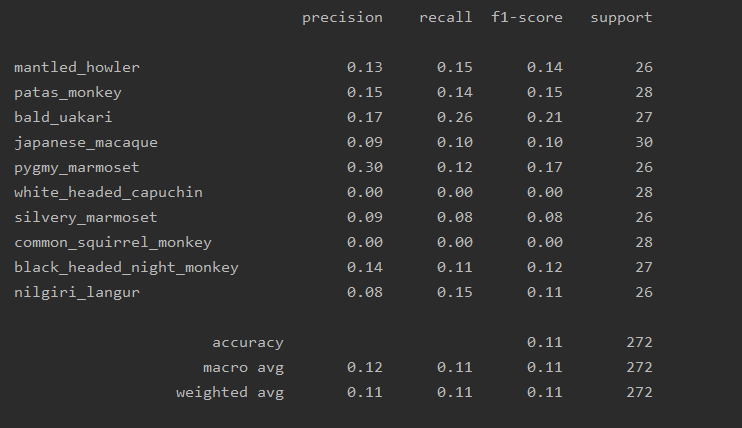 precision recall f1-score support
mantled_howler 0.13 0.15 0.14 26
patas_monkey 0.15 0.14 0.15 28
bald_uakari 0.17 0.26 0.21 27
japanese_macaque 0.09 0.10 0.10 30
pygmy_marmoset 0.30 0.12 0.17 26
white_headed_capuchin 0.00 0.00 0.00 28
silvery_marmoset 0.09 0.08 0.08 26
common_squirrel_monkey 0.00 0.00 0.00 28
black_headed_night_monkey 0.14 0.11 0.12 27
nilgiri_langur 0.08 0.15 0.11 26
accuracy 0.11 272
macro avg 0.12 0.11 0.11 272
weighted avg 0.11 0.11 0.11 272